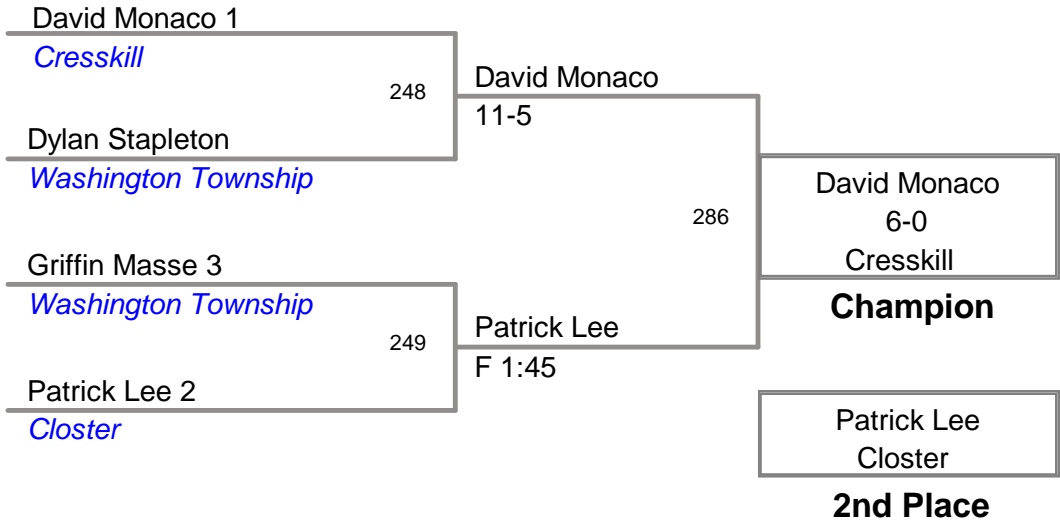 David Monaco 1
Cresskill
248
David Monaco
11-5
Dylan Stapleton
Washington Township
286
David Monaco
6-0
Cresskill
Champion
Griffin Masse 3
Washington Township
249
Patrick Lee
F 1:45
Patrick Lee 2
Closter
Patrick Lee
Closter
2nd Place